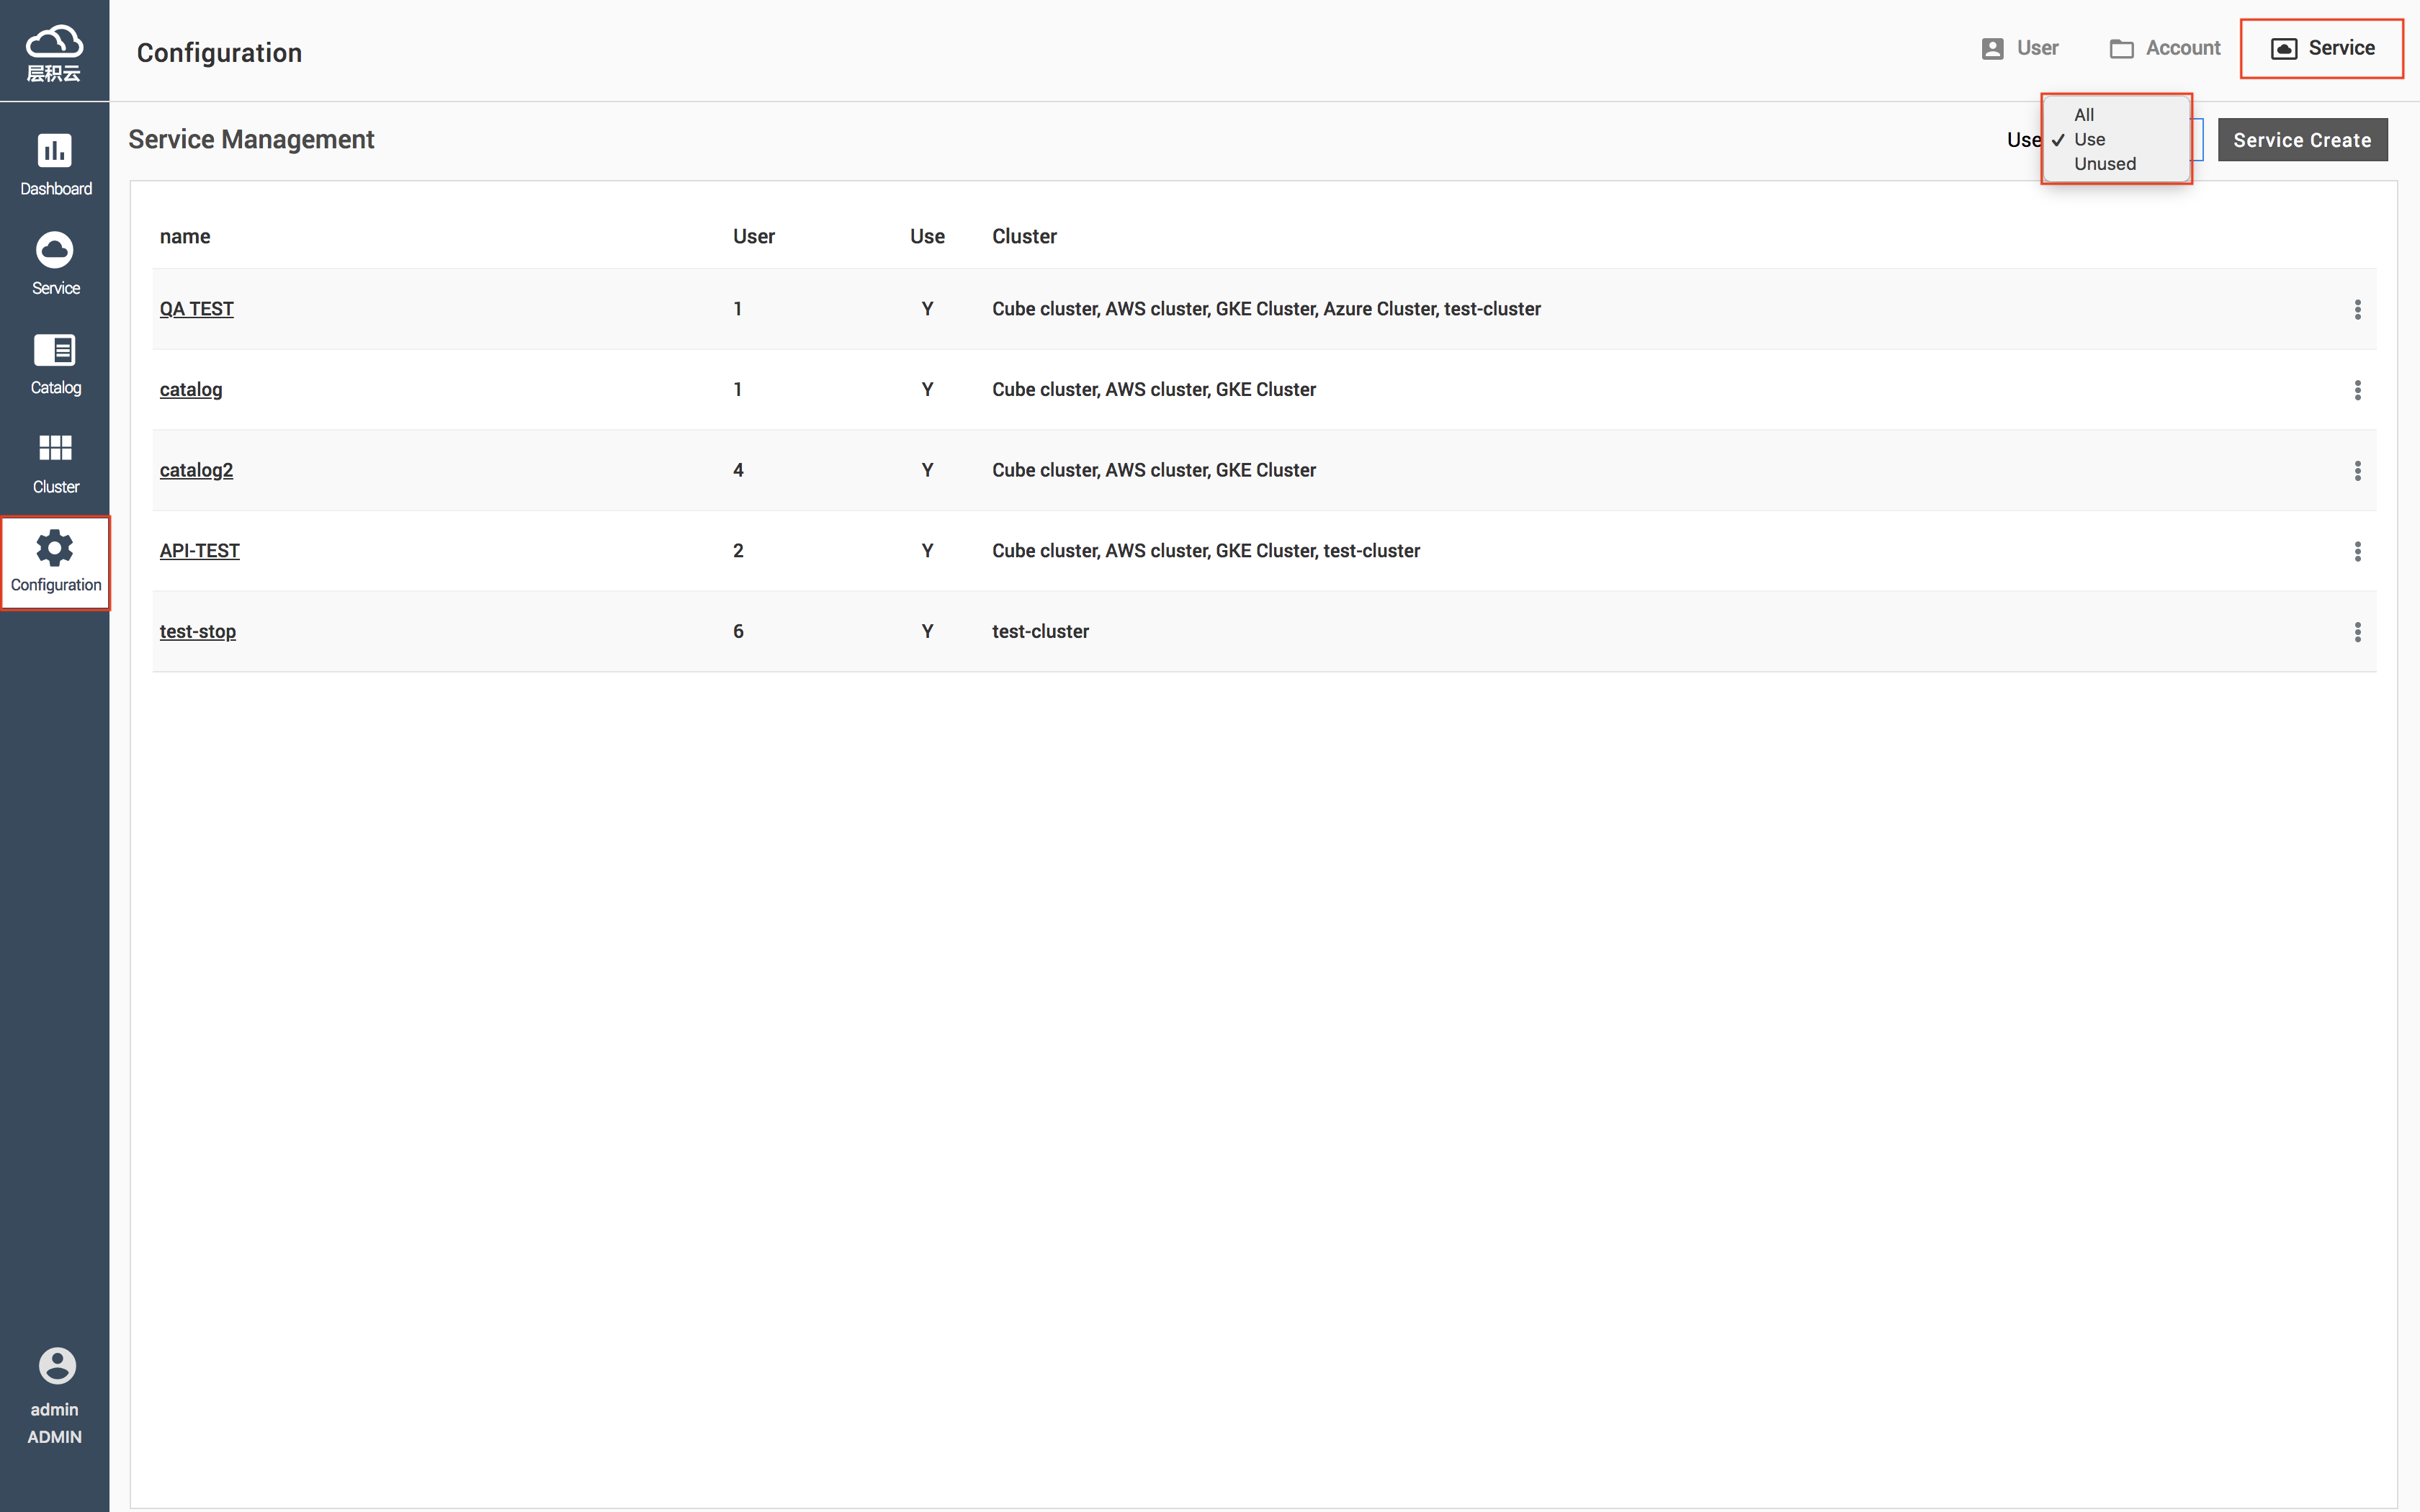 层积云
Configuration
User
Account
Service
Dashboard
Service
Catalog
Cluster
Configuration
admin
ADMIN
Service Management
Use
All
✓ Use
Unused
Service Create
name User Use Cluster
QA TEST 1 Y Cube cluster, AWS cluster, GKE Cluster, Azure Cluster, test-cluster
catalog 1 Y Cube cluster, AWS cluster, GKE Cluster
catalog2 4 Y Cube cluster, AWS cluster, GKE Cluster
API-TEST 2 Y Cube cluster, AWS cluster, GKE Cluster, test-cluster
test-stop 6 Y test-cluster